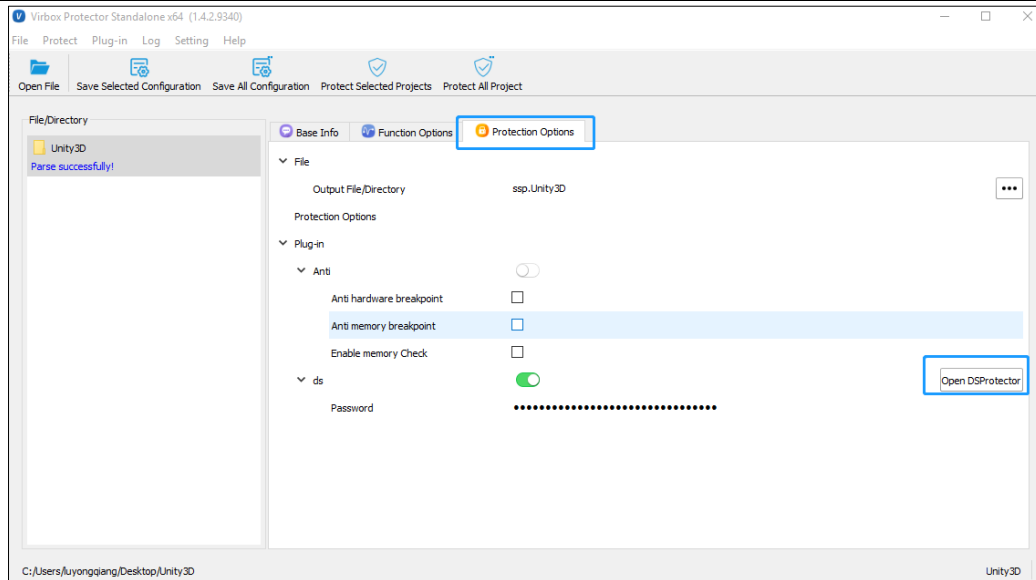 Virbox Protector Standalone x64 (1.4.2.9340)
File Protect Plug-in Log Setting Help
Open File Save Selected Configuration Save All Configuration Protect Selected Projects Protect All Project
File/Directory
Unity3D
Parse successfully!
Base Info Function Options Protection Options
File
Output File/Directory ssp.Unity3D •••
Protection Options
Plug-in
Anti
Anti hardware breakpoint
Anti memory breakpoint
Enable memory Check
ds Open DSProtector
Password ••••••••••••••••••••••••••••••••
C:/Users/luyongqiang/Desktop/Unity3D Unity3D